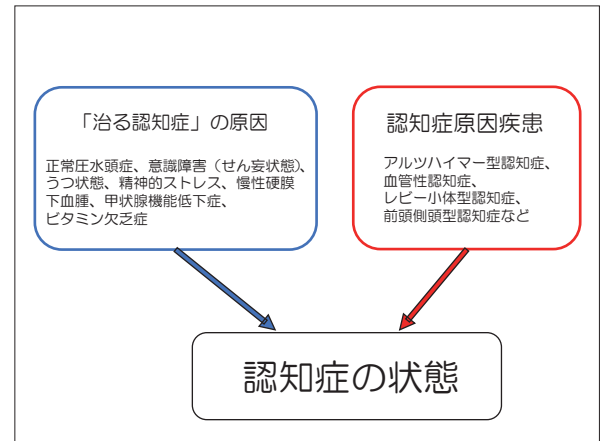 「治る認知症」の原因
正常圧水頭症、意識障害（せん妄状態）、
うつ状態、精神的ストレス、慢性硬膜
下血腫、甲状腺機能低下症、
ビタミン欠乏症
認知症原因疾患
アルツハイマー型認知症、
血管性認知症、
レビー小体型認知症、
前頭側頭型認知症など
認知症の状態